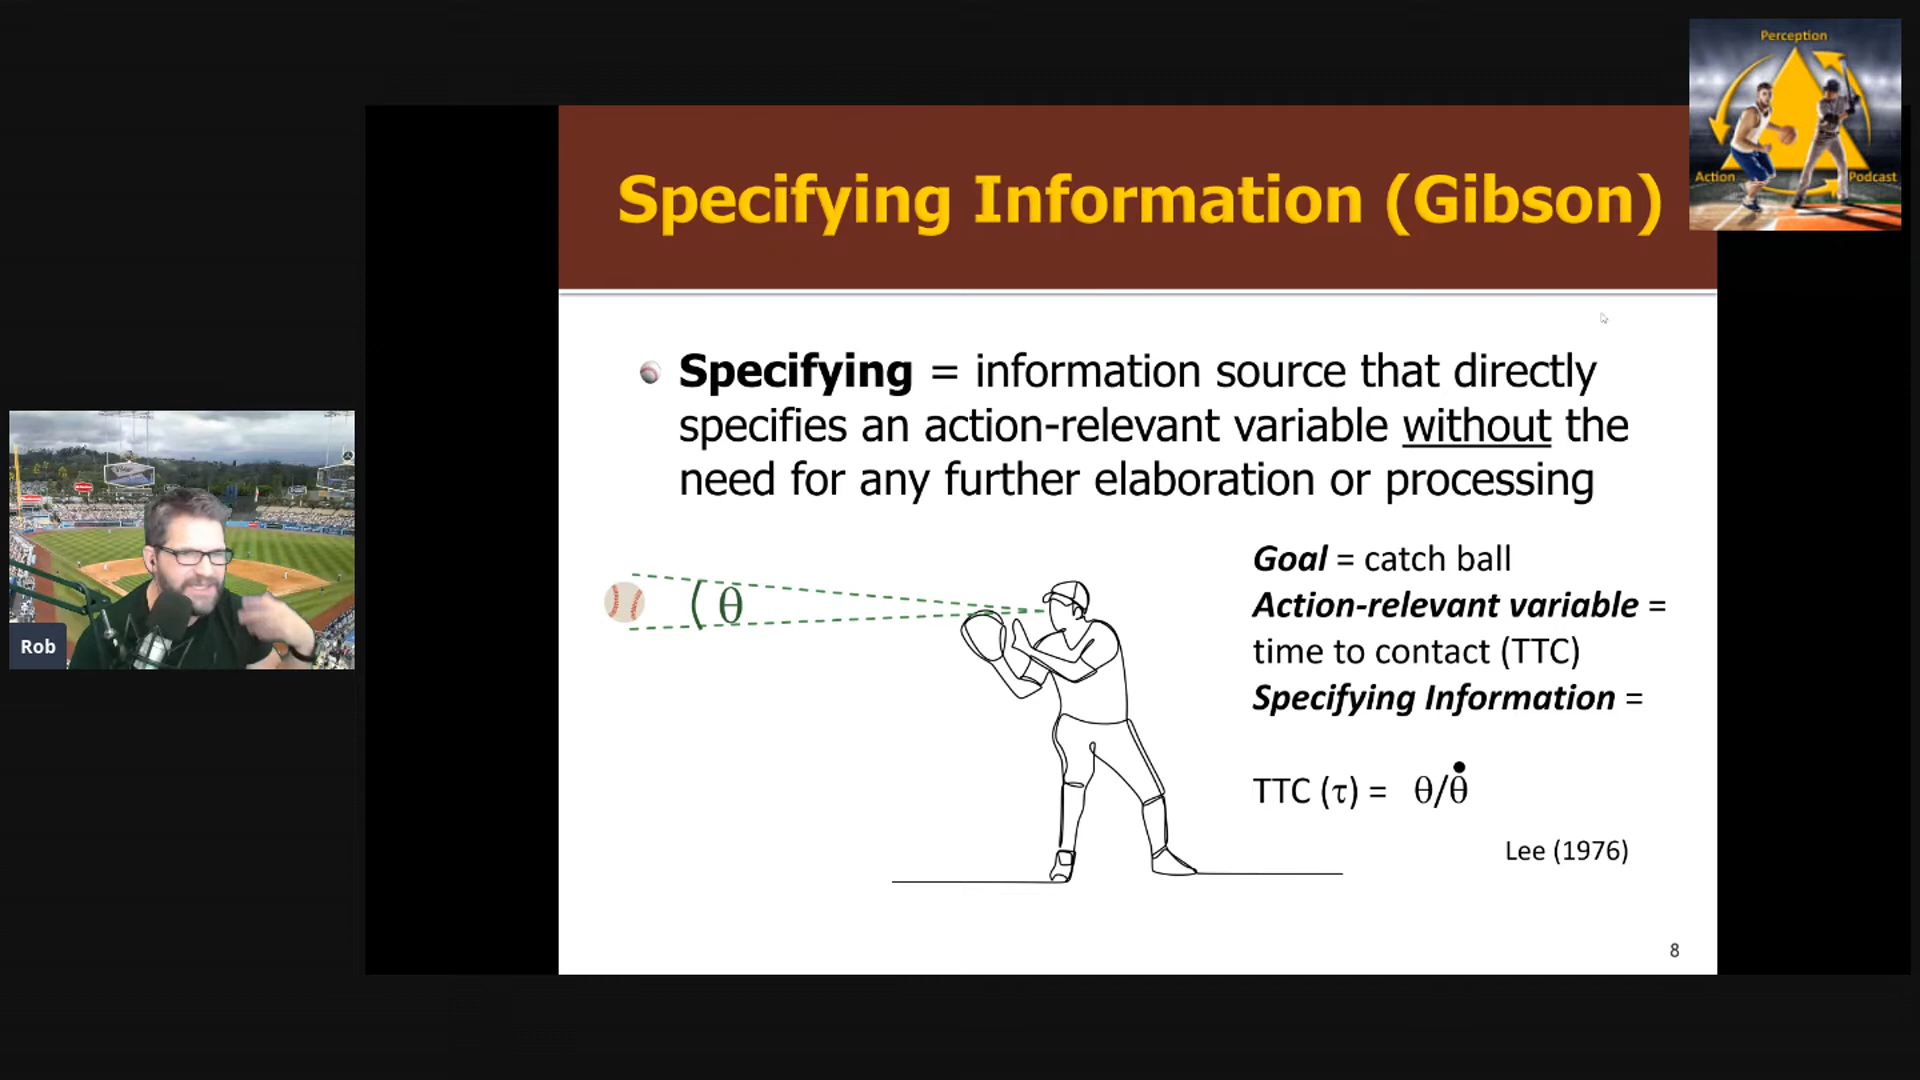 Perception
Action
Podcast
Specifying Information (Gibson)
Specifying = information source that directly
specifies an action-relevant variable without the
need for any further elaboration or processing
θ
Goal = catch ball
Action-relevant variable =
time to contact (TTC)
Specifying Information =
TTC (τ) = θ/θ̇
Lee (1976)
8
Rob